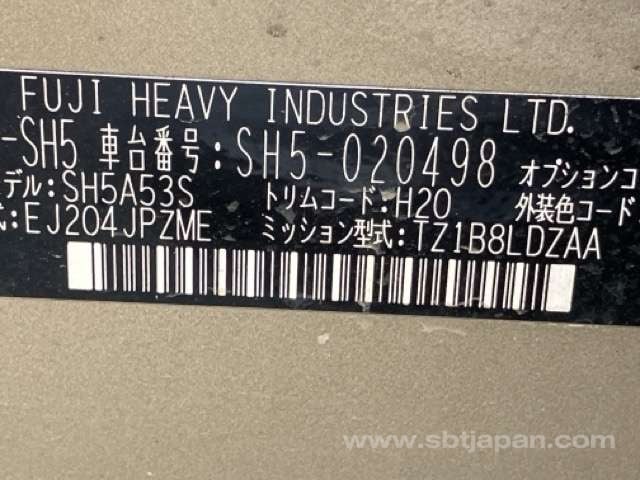 FUJI HEAVY INDUSTRIES LTD.
-SH5 車台番号: SH5-020498 オプションコ
デル: SH5A53S トリムコード: H20 外装色コード
式: EJ204JPZME ミッション型式: TZ1B8LDZAA
www.sbtjapan.com